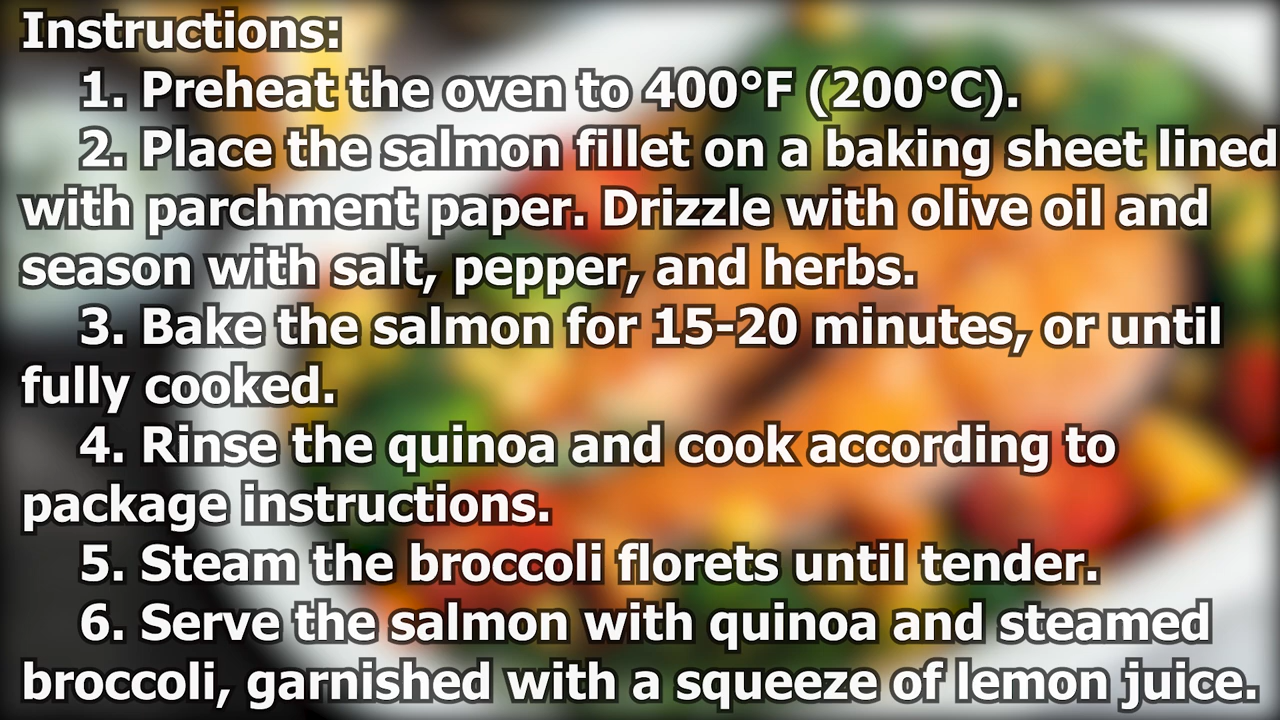 Instructions:
1. Preheat the oven to 400°F (200°C).
2. Place the salmon fillet on a baking sheet lined
with parchment paper. Drizzle with olive oil and
season with salt, pepper, and herbs.
3. Bake the salmon for 15-20 minutes, or until
fully cooked.
4. Rinse the quinoa and cook according to
package instructions.
5. Steam the broccoli florets until tender.
6. Serve the salmon with quinoa and steamed
broccoli, garnished with a squeeze of lemon juice.